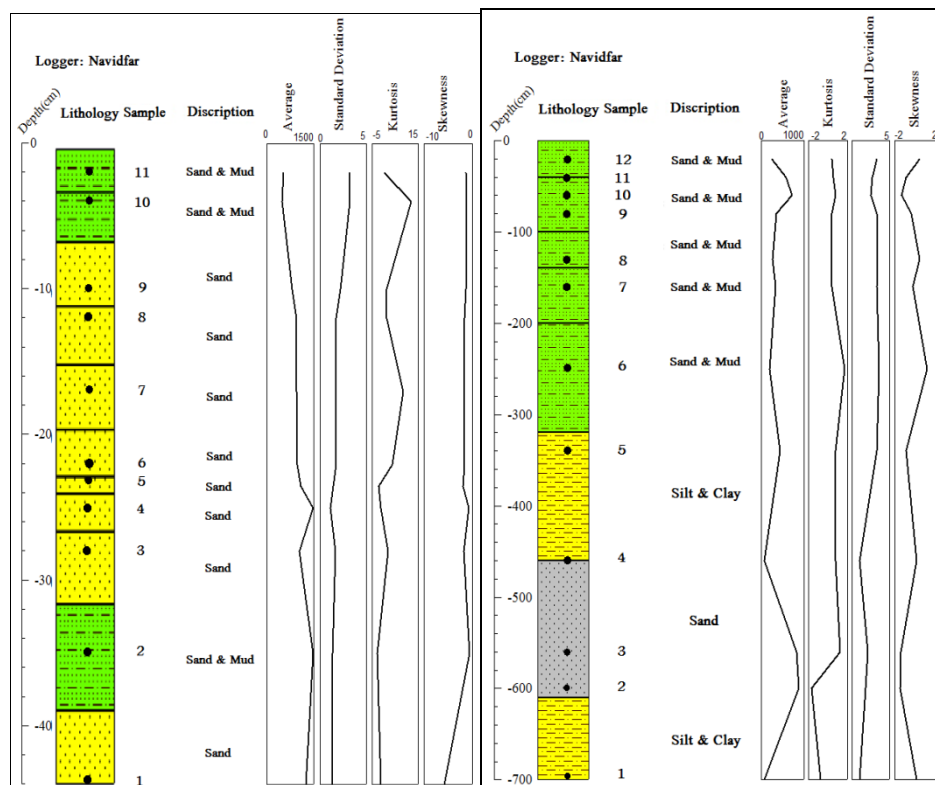 Logger: Navidfar
Depth(cm)
Lithology Sample Discription
Average
Standard Deviation
Kurtosis
Skewness
0 1500 0 5 -5 15 -10 0
0
11 Sand & Mud
10 Sand & Mud
Sand
-10 9
8 Sand
7 Sand
-20
6 Sand
5 Sand
4 Sand
3 Sand
-30
2 Sand & Mud
-40
Sand
1
Logger: Navidfar
Depth(cm)
Lithology Sample Discription
Average
Kurtosis
Standard Deviation
Skewness
0 1000 -2 2 0 5 -2 2
0
12 Sand & Mud
11
10 Sand & Mud
9
-100
Sand & Mud
8
7 Sand & Mud
-200
6 Sand & Mud
-300
5
Silt & Clay
-400
4
-500
Sand
3
2
-600
Silt & Clay
1
-700